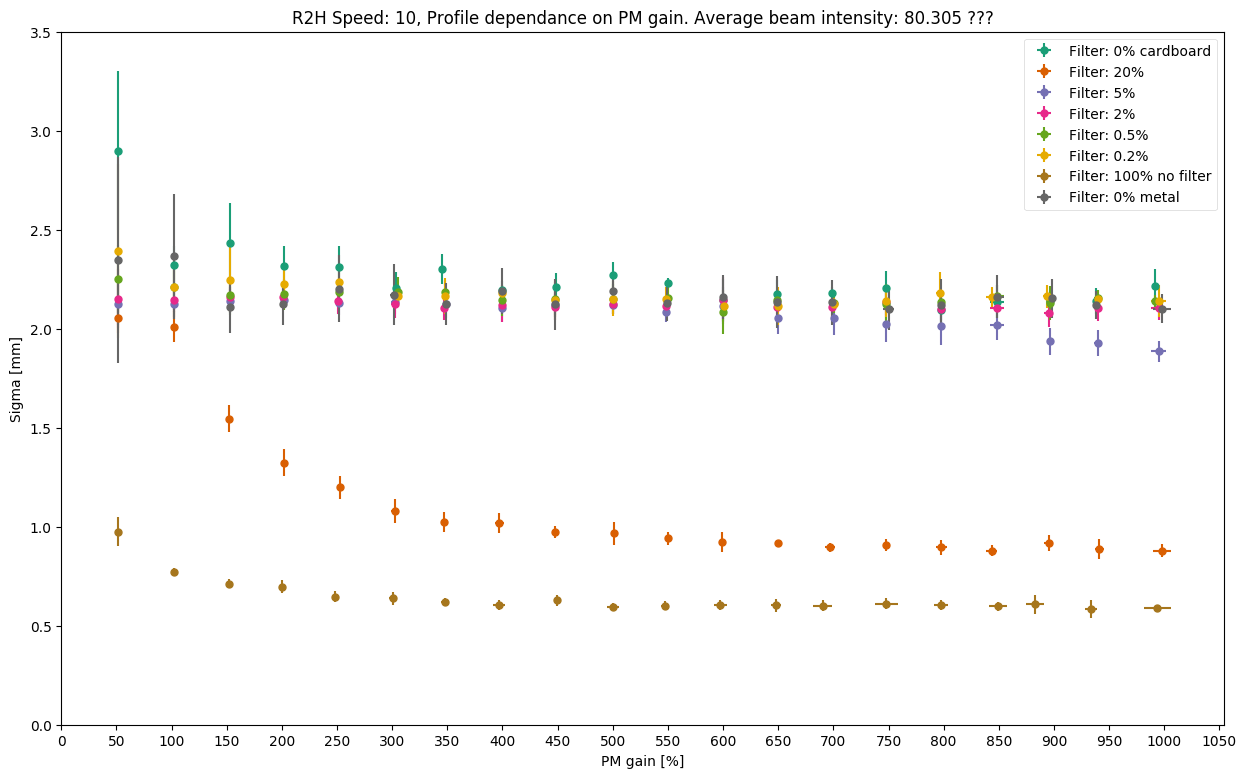 R2H Speed: 10, Profile dependance on PM gain. Average beam intensity: 80.305 ???
3.5
3.0
2.5
2.0
1.5
1.0
0.5
0.0
Sigma [mm]
Filter: 0% cardboard
Filter: 20%
Filter: 5%
Filter: 2%
Filter: 0.5%
Filter: 0.2%
Filter: 100% no filter
Filter: 0% metal
0 50 100 150 200 250 300 350 400 450 500 550 600 650 700 750 800 850 900 950 1000 1050
PM gain [%]